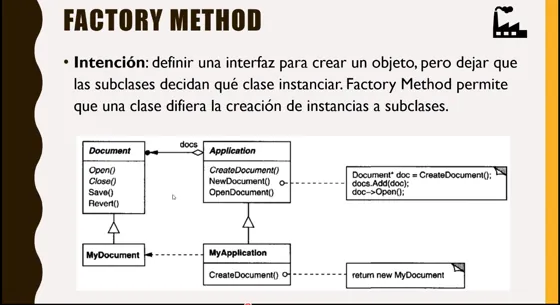 FACTORY METHOD
• Intención: definir una interfaz para crear un objeto, pero dejar que
las subclases decidan qué clase instanciar. Factory Method permite
que una clase difiera la creación de instancias a subclases.
docs
Document
Open()
Close()
Save()
Revert()
Application
CreateDocument()
NewDocument()
OpenDocument()
Document* doc = CreateDocument();
docs.Add(doc);
doc->Open();
MyDocument
MyApplication
CreateDocument()
return new MyDocument